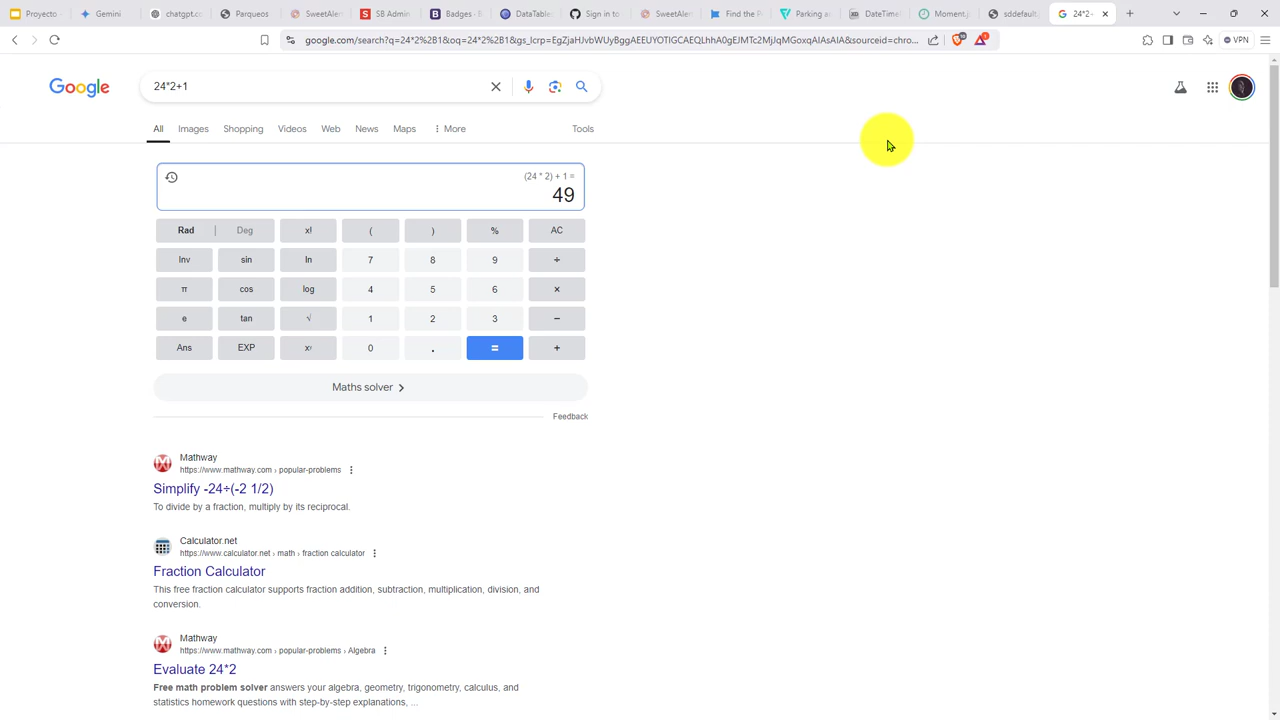 Proyecto
Gemini
chatgpt.co
Parqueos
SweetAler
SB Admin
Badges - B
DataTable
Sign in to
SweetAler
Find the P
Parking a
DateTimeP
Moment.j
sddefault.
24*2+
google.com/search?q=24*2%2B1&oq=24*2%2B1&gs_lcrp=EgZjaHJvbWUyBggAEEUYOTIGCAEQLhhA0gEJMTc2MjJqMGoxqAIAsAIA&sourceid=chro...
VPN
Google
24*2+1
All Images Shopping Videos Web News Maps More Tools
(24 * 2) + 1 =
49
Rad Deg x! ( ) % AC
Inv sin ln 7 8 9 ÷
π cos log 4 5 6 ×
e tan √ 1 2 3 −
Ans EXP xʸ 0 . = +
Maths solver
Feedback
Mathway
https://www.mathway.com › popular-problems
Simplify -24÷(-2 1/2)
To divide by a fraction, multiply by its reciprocal.
Calculator.net
https://www.calculator.net › math › fraction calculator
Fraction Calculator
This free fraction calculator supports fraction addition, subtraction, multiplication, division, and
conversion.
Mathway
https://www.mathway.com › popular-problems › Algebra
Evaluate 24*2
Free math problem solver answers your algebra, geometry, trigonometry, calculus, and
statistics homework questions with step-by-step explanations, ...